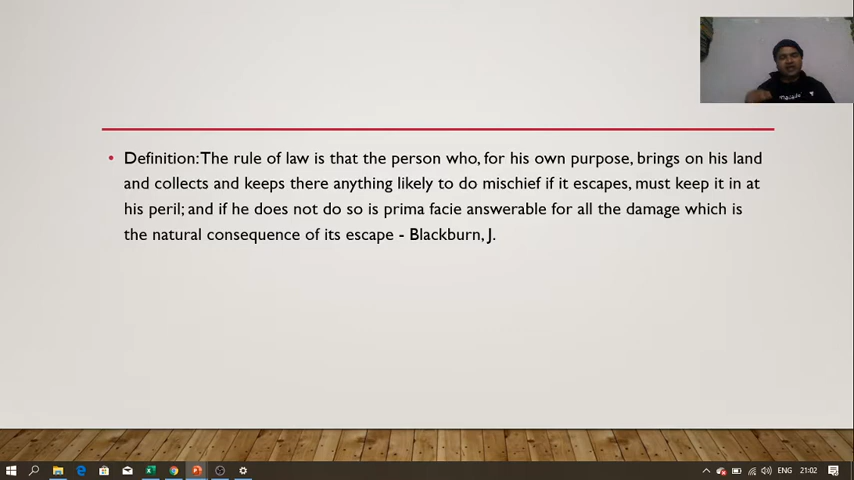 • Definition: The rule of law is that the person who, for his own purpose, brings on his land
and collects and keeps there anything likely to do mischief if it escapes, must keep it in at
his peril; and if he does not do so is prima facie answerable for all the damage which is
the natural consequence of its escape - Blackburn, J.
ENG
21:02